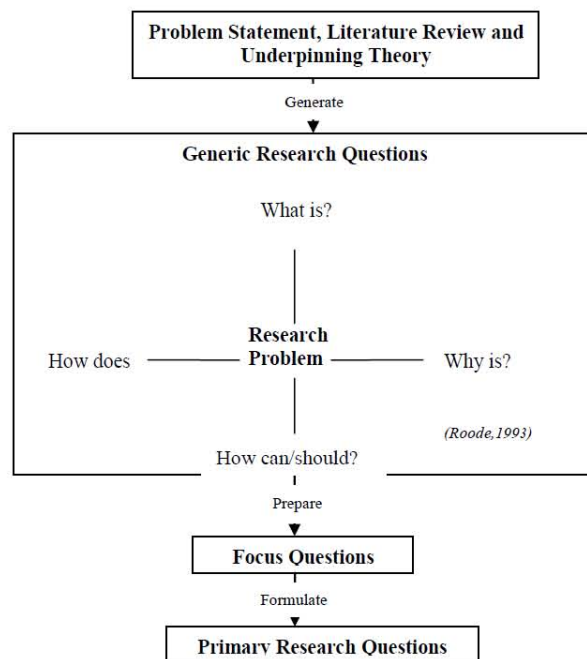 Problem Statement, Literature Review and
Underpinning Theory
Generate
Generic Research Questions
What is?
Research
Problem
How does
Why is?
(Roode,1993)
How can/should?
Prepare
Focus Questions
Formulate
Primary Research Questions